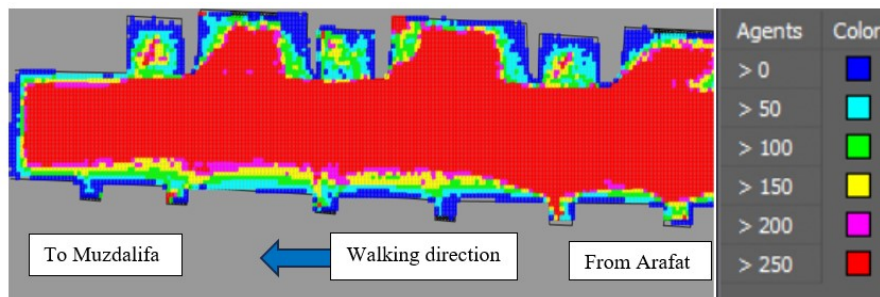 Agents Color
> 0
> 50
> 100
> 150
> 200
> 250
To Muzdalifa
Walking direction
From Arafat